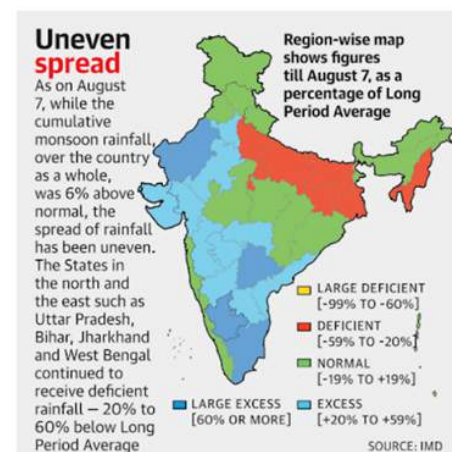 Uneven
spread
As on August
7, while the
cumulative
monsoon rainfall,
over the country
as a whole,
was 6% above
normal, the
spread of rainfall
has been uneven.
The States in
the north and
the east such as
Uttar Pradesh,
Bihar, Jharkhand
and West Bengal
continued to
receive deficient
rainfall — 20% to
60% below Long
Period Average
Region-wise map
shows figures
till August 7, as a
percentage of Long
Period Average
LARGE DEFICIENT
[-99% TO -60%]
DEFICIENT
[-59% TO -20%]
NORMAL
[-19% TO +19%]
LARGE EXCESS
[60% OR MORE]
EXCESS
[+20% TO +59%]
SOURCE: IMD